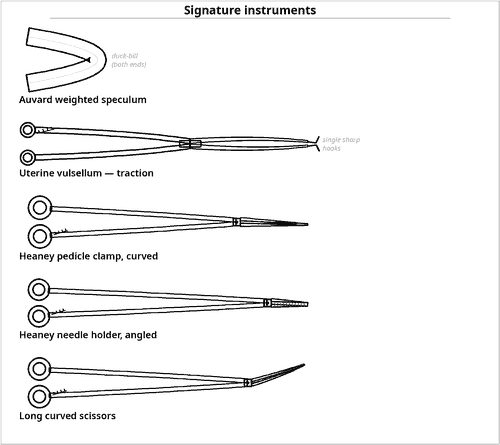 Signature instruments
duck-bill
(both ends)
Auvard weighted speculum
single sharp
hooks
Uterine vulsellum — traction
Heaney pedicle clamp, curved
Heaney needle holder, angled
Long curved scissors